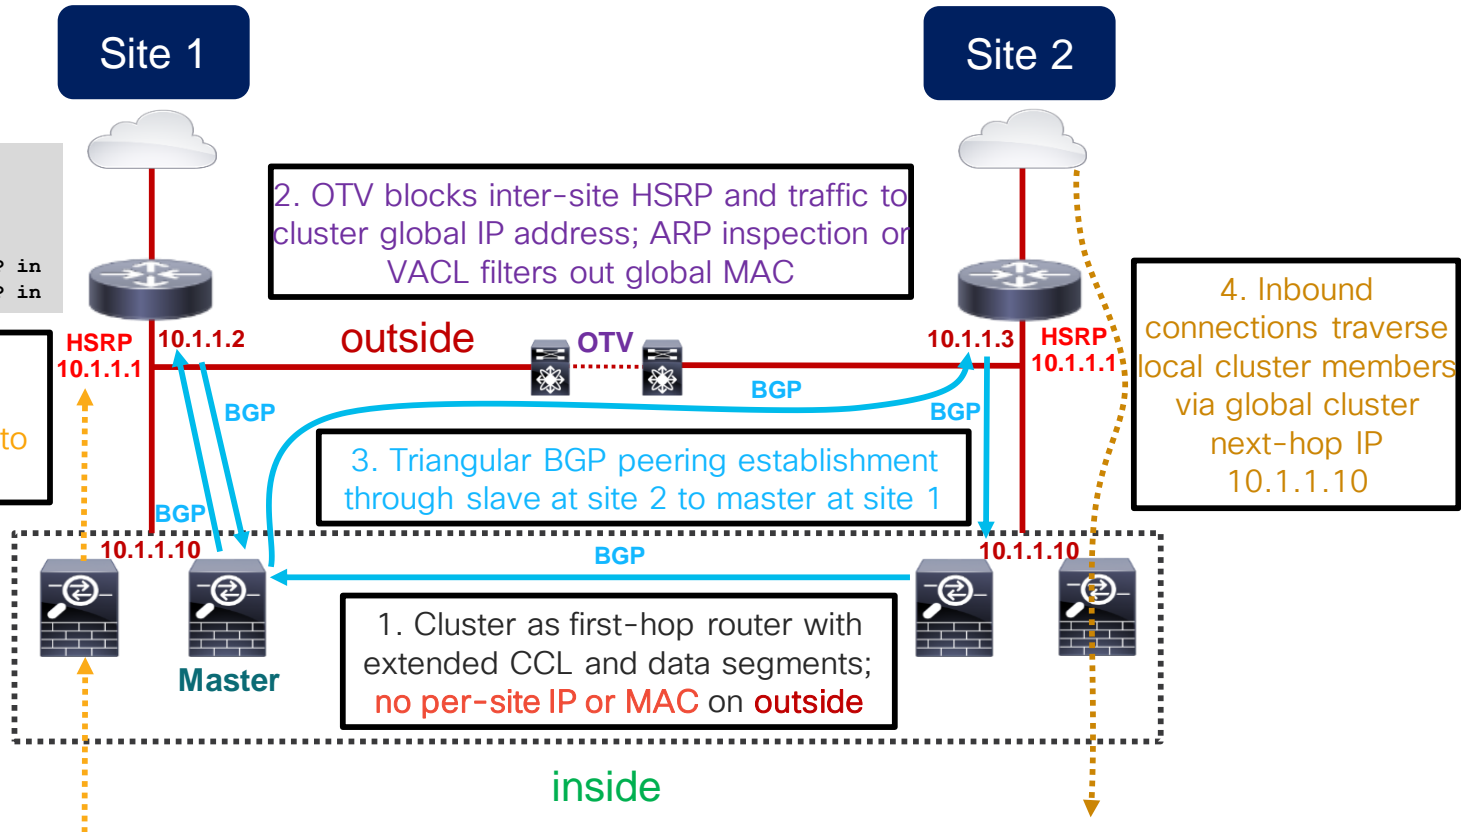 Site 1
Site 2
2. OTV blocks inter-site HSRP and traffic to
cluster global IP address; ARP inspection or
VACL filters out global MAC
in
in
4. Inbound
connections traverse
local cluster members
via global cluster
next-hop IP
10.1.1.10
HSRP
10.1.1.1
10.1.1.2
outside
OTV
10.1.1.3
HSRP
10.1.1.1
BGP
BGP
BGP
to
3. Triangular BGP peering establishment
through slave at site 2 to master at site 1
BGP
10.1.1.10
BGP
10.1.1.10
1. Cluster as first-hop router with
extended CCL and data segments;
no per-site IP or MAC on outside
Master
inside